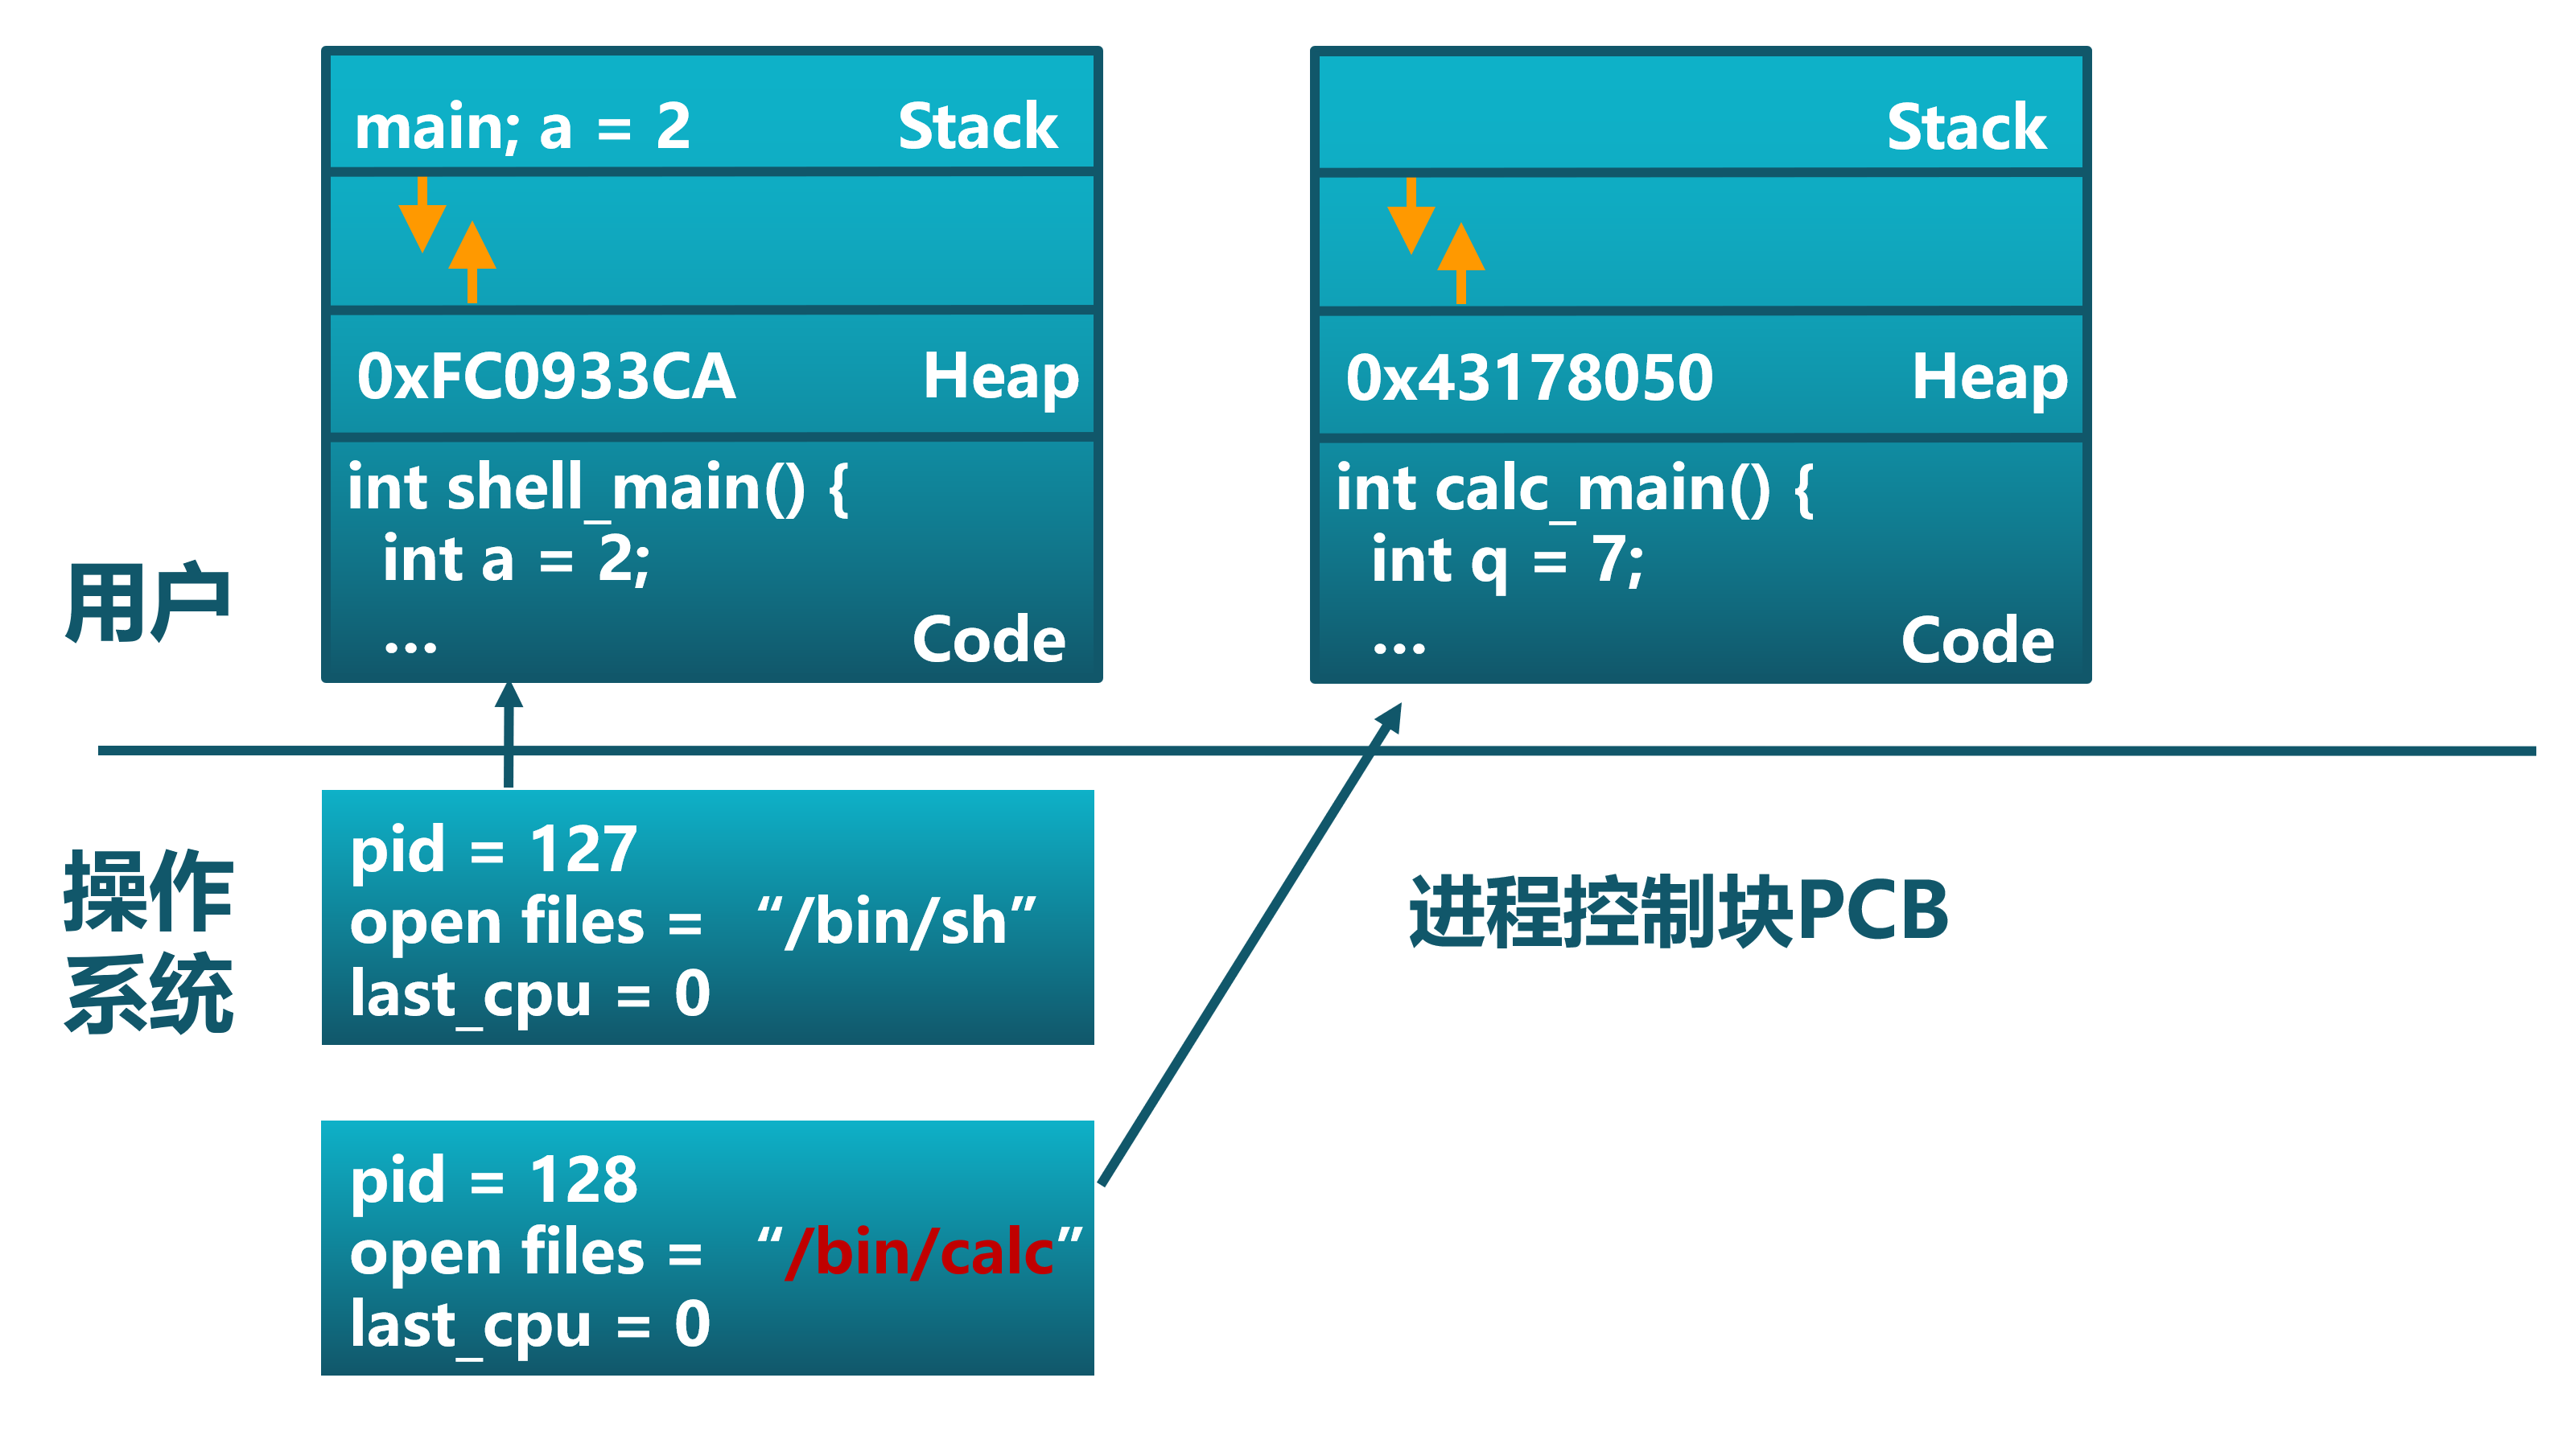 main; a = 2 Stack
0xFC0933CA Heap
int shell_main() {
int a = 2;
... Code
Stack
0x43178050 Heap
int calc_main() {
int q = 7;
... Code
用户
操作
系统
pid = 127
open files = “/bin/sh”
last_cpu = 0
进程控制块PCB
pid = 128
open files = “/bin/calc”
last_cpu = 0